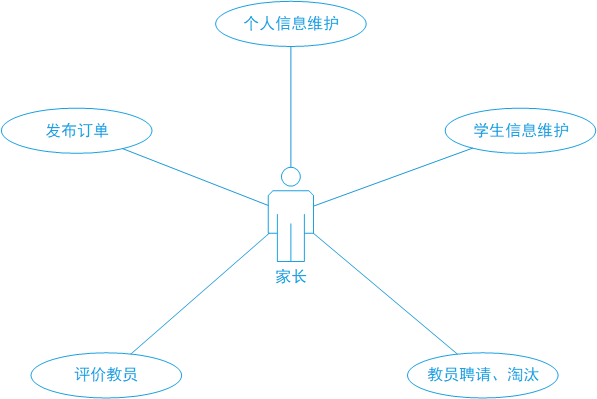 个人信息维护
发布订单
学生信息维护
家长
评价教员
教员聘请、淘汰